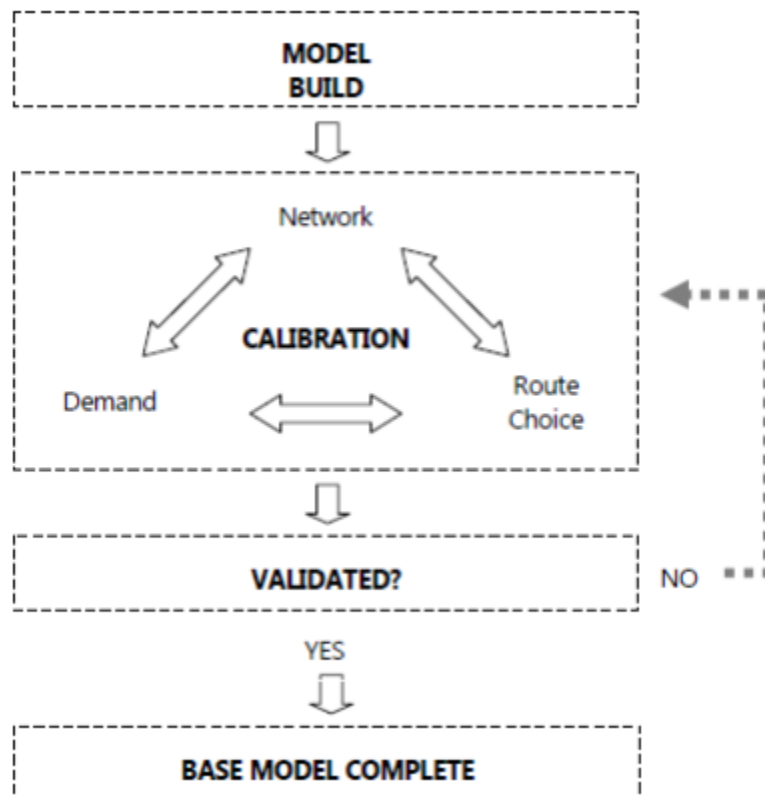 MODEL
BUILD
Network
CALIBRATION
Demand
Route
Choice
VALIDATED?
NO
YES
BASE MODEL COMPLETE